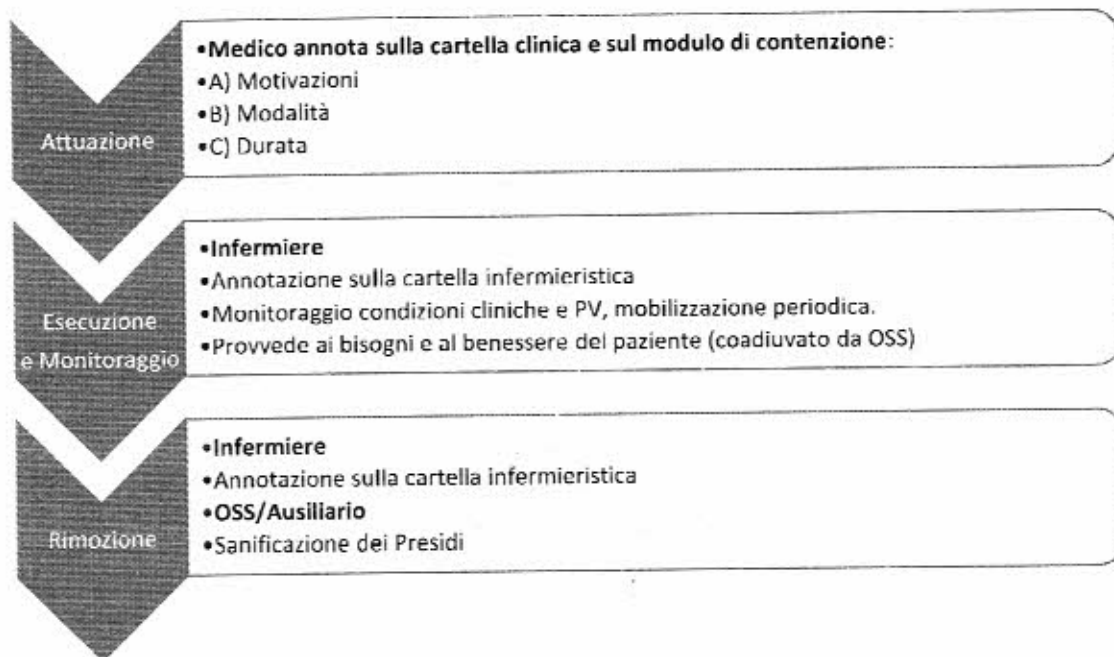 •Medico annota sulla cartella clinica e sul modulo di contenzione:
•A) Motivazioni
•B) Modalità
•C) Durata
Attuazione
•Infermiere
•Annotazione sulla cartella infermieristica
•Monitoraggio condizioni cliniche e PV, mobilizzazione periodica.
•Provvede ai bisogni e al benessere del paziente (coadiuvato da OSS)
Esecuzione
e Monitoraggio
•Infermiere
•Annotazione sulla cartella infermieristica
•OSS/Ausiliario
•Sanificazione dei Presidi
Rimozione